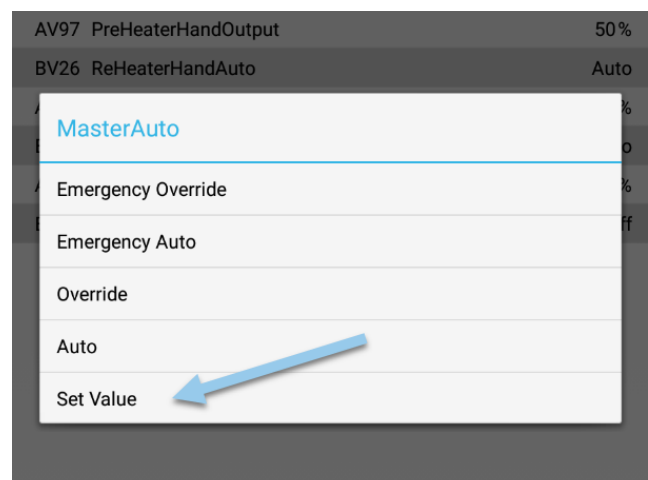 AV97 PreHeaterHandOutput 50%
BV26 ReHeaterHandAuto Auto
MasterAuto
Emergency Override
Emergency Auto
Override
Auto
Set Value